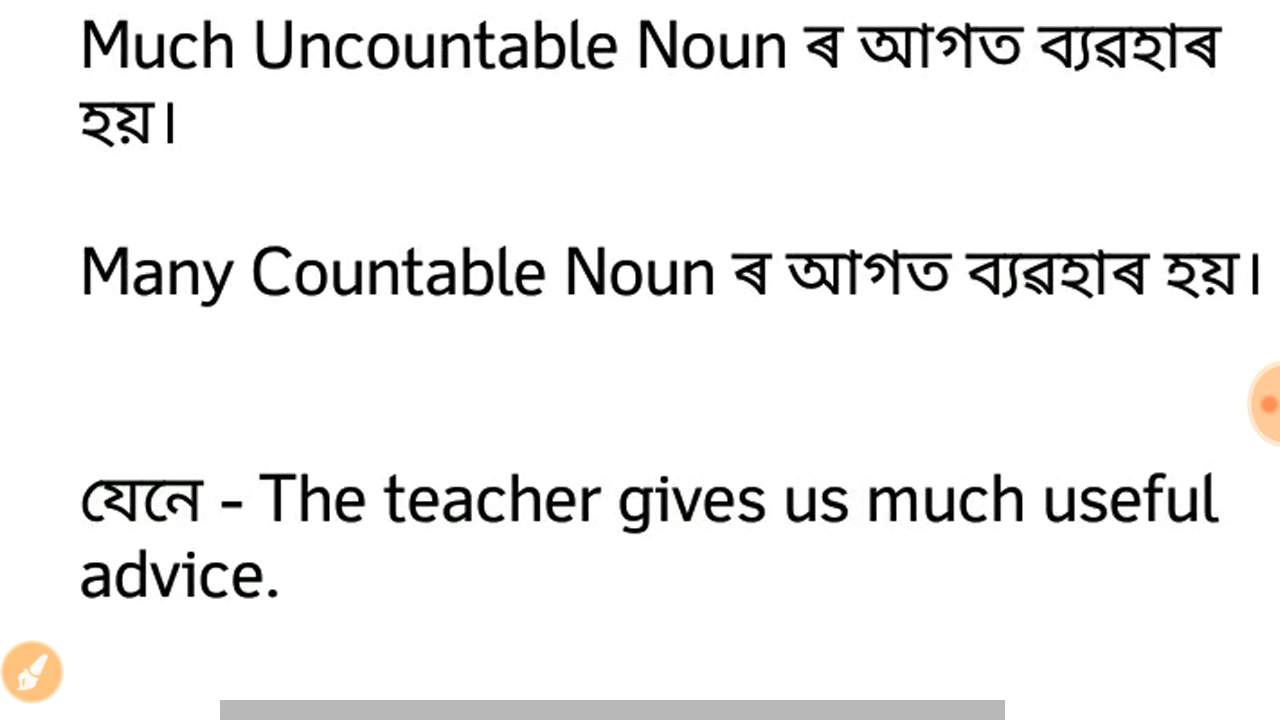 Much Uncountable Noun ৰ আগত ব্যৱহাৰ
হয়।
Many Countable Noun ৰ আগত ব্যৱহাৰ হয়।
যেনে - The teacher gives us much useful
advice.